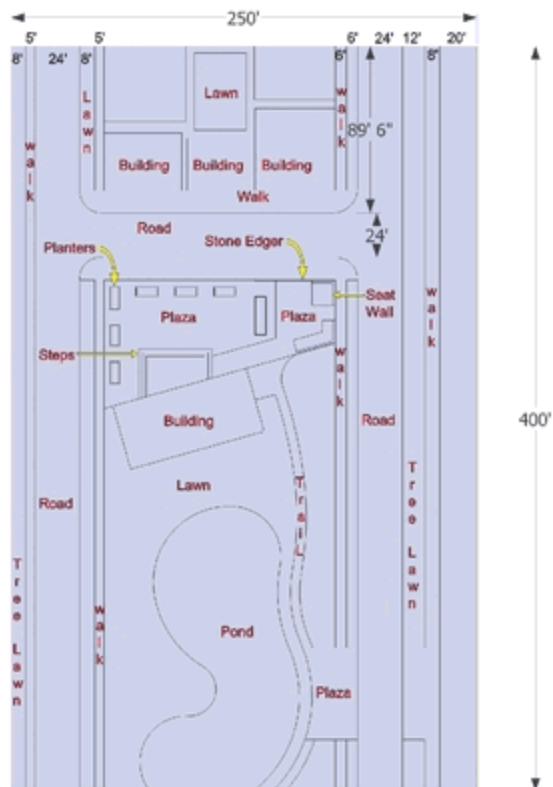 250'
5' 5' 6' 24' 12' 20'
8' 24' 8' 6" 8"
Lawn
Lawn
walk
89' 6"
walk
Building Building Building
Walk
Road
Stone Edger
24'
Planters
Plaza
Plaza
Seat
Wall
walk
Steps
walk
400'
Building
Road
Lawn
Trail
Tree Lawn
Road
Tree Lawn
walk
Pond
Plaza